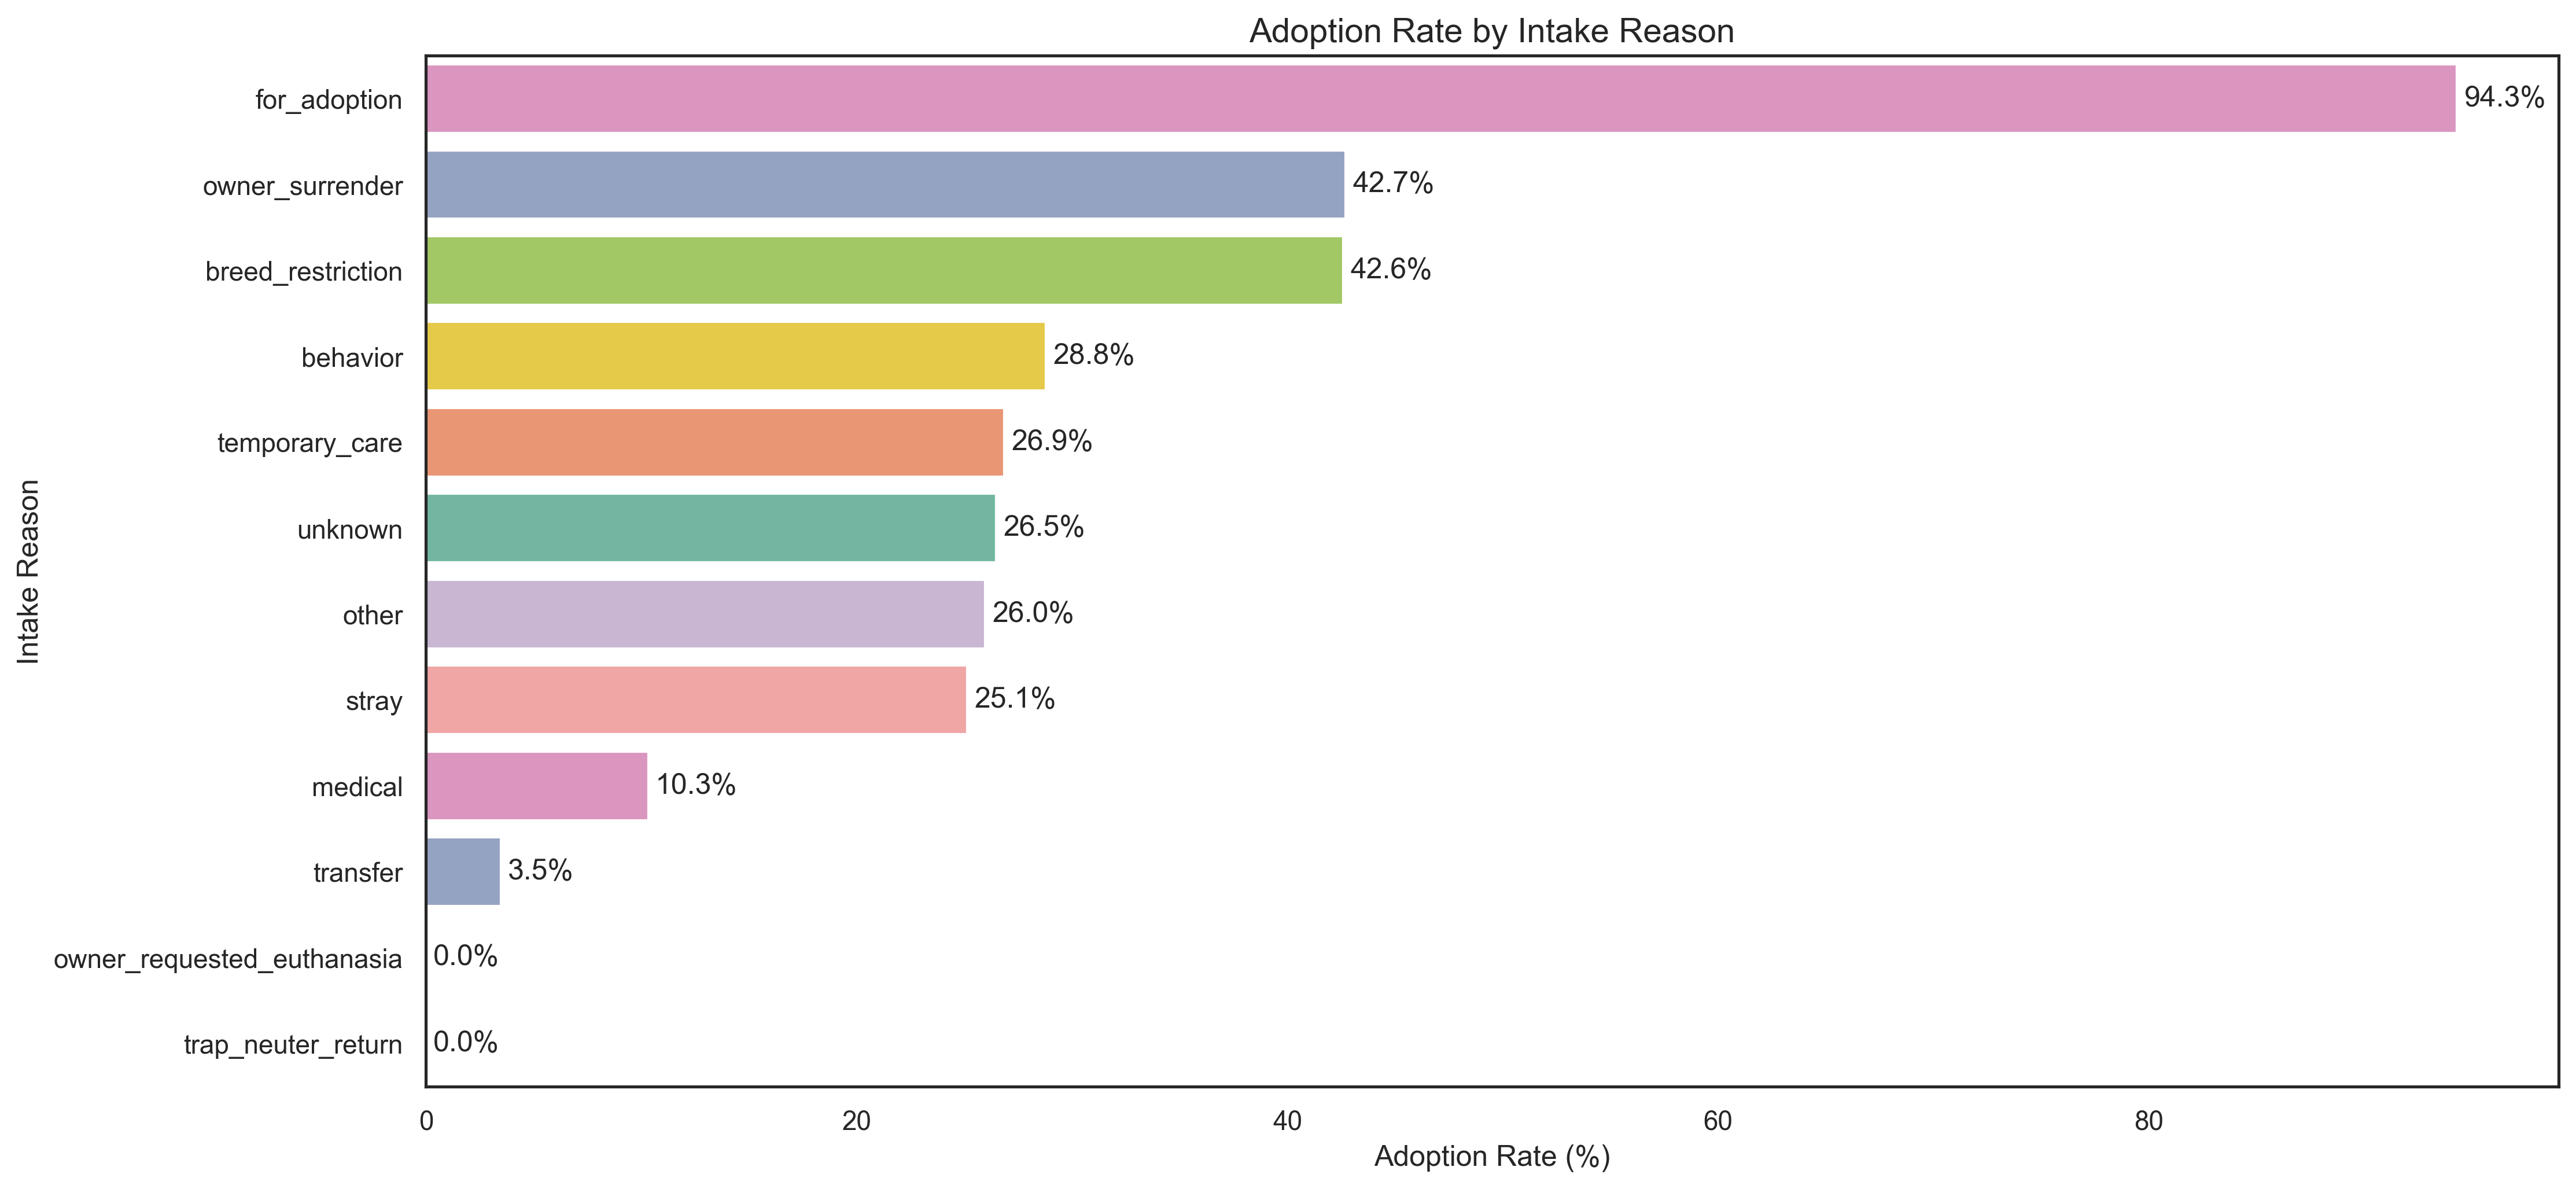 Adoption Rate by Intake Reason
for_adoption 94.3%
owner_surrender 42.7%
breed_restriction 42.6%
behavior 28.8%
temporary_care 26.9%
unknown 26.5%
other 26.0%
stray 25.1%
medical 10.3%
transfer 3.5%
owner_requested_euthanasia 0.0%
trap_neuter_return 0.0%
Intake Reason
0 20 40 60 80
Adoption Rate (%)